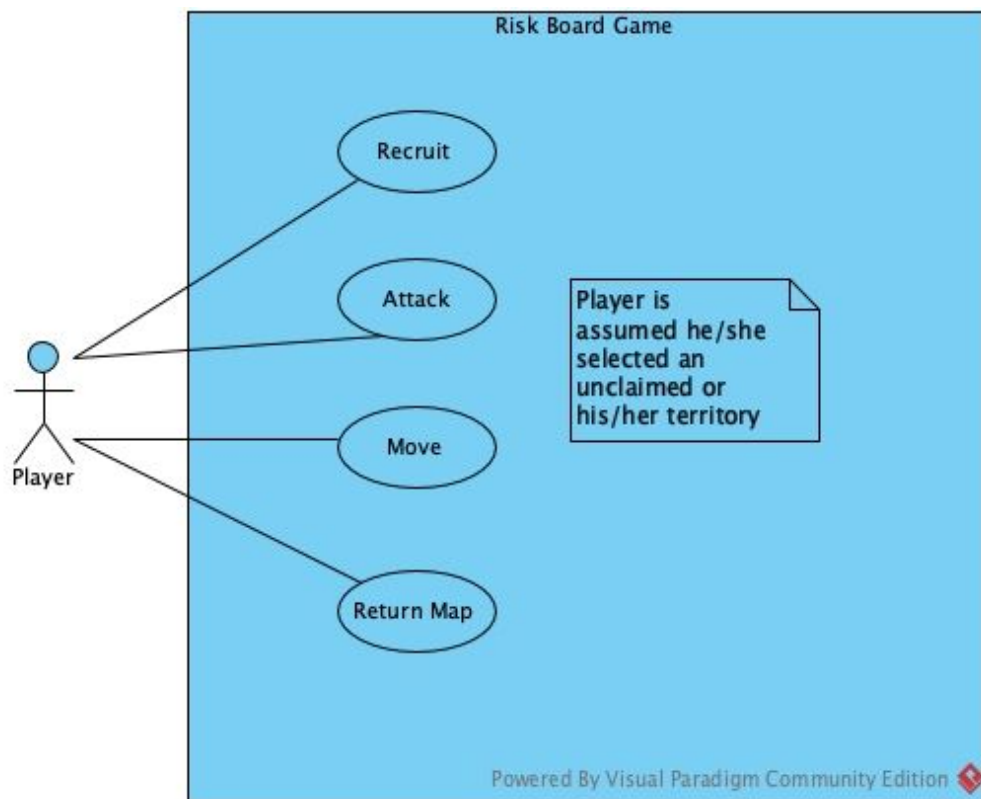 Risk Board Game
Recruit
Attack
Player is
assumed he/she
selected an
unclaimed or
his/her territory
Move
Player
Return Map
Powered By Visual Paradigm Community Edition